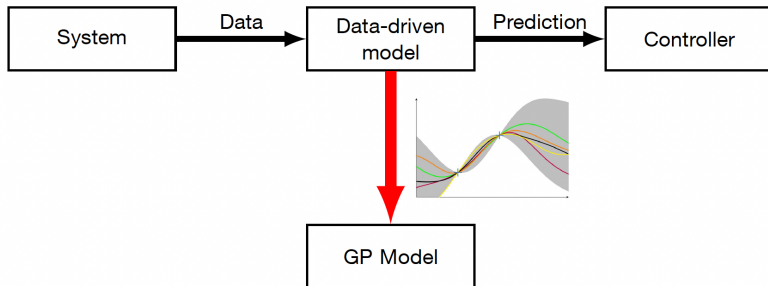 System
Data
Data-driven
model
Prediction
Controller
GP Model